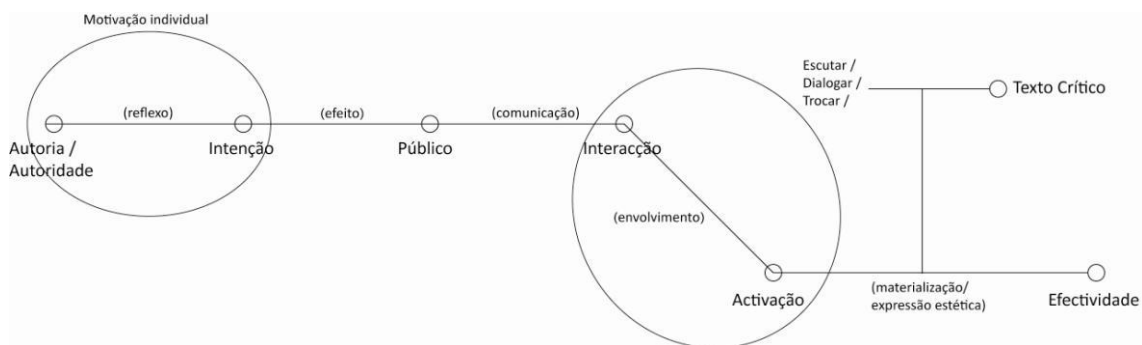 Motivação individual
(reflexo)
(efeito)
(comunicação)
Autoria /
Autoridade
Intenção
Público
Interacção
Escutar /
Dialogar /
Trocar /
Texto Crítico
(envolvimento)
Activação
(materialização/
expressão estética)
Efectividade